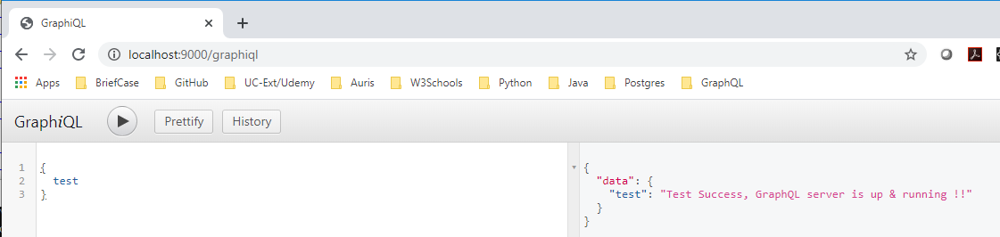 GraphiQL
localhost:9000/graphiql
Apps BriefCase GitHub UC-Ext/Udemy Auris W3Schools Python Java Postgres GraphQL
GraphiQL Prettify History
1 {
2 test
3 }
{
"data": {
"test": "Test Success, GraphQL server is up & running !!"
}
}